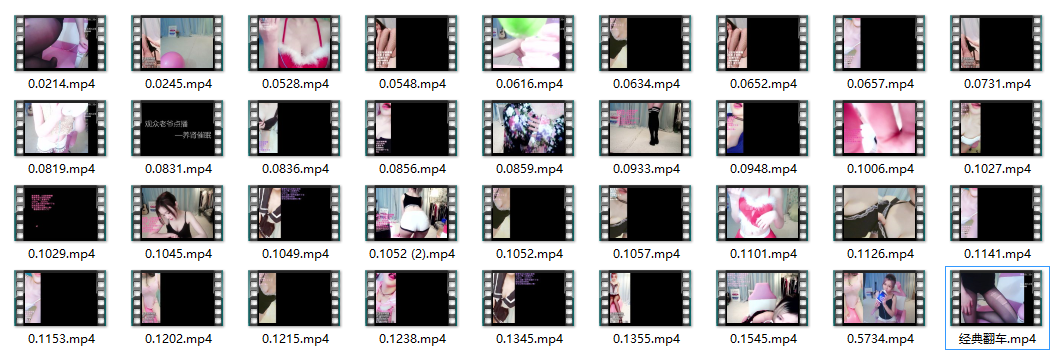 0.0214.mp4
0.0245.mp4
0.0528.mp4
0.0548.mp4
0.0616.mp4
0.0634.mp4
0.0652.mp4
0.0657.mp4
0.0731.mp4
观众老爷点播
—养肾催眠
0.0819.mp4
0.0831.mp4
0.0836.mp4
0.0856.mp4
0.0859.mp4
0.0933.mp4
0.0948.mp4
0.1006.mp4
0.1027.mp4
0.1029.mp4
0.1045.mp4
0.1049.mp4
0.1052 (2).mp4
0.1052.mp4
0.1057.mp4
0.1101.mp4
0.1126.mp4
0.1141.mp4
0.1153.mp4
0.1202.mp4
0.1215.mp4
0.1238.mp4
0.1345.mp4
0.1355.mp4
0.1545.mp4
0.5734.mp4
经典翻车.mp4